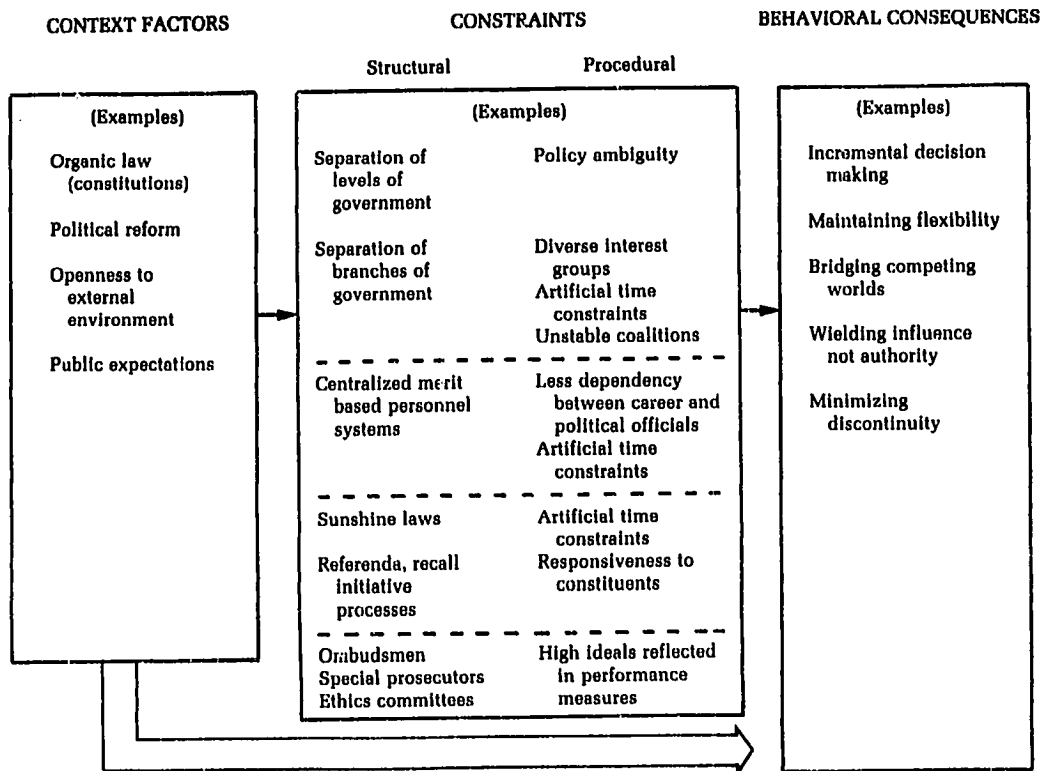 CONTEXT FACTORS
CONSTRAINTS
BEHAVIORAL CONSEQUENCES
Structural
Procedural
(Examples)
Organic law
(constitutions)
Political reform
Openness to
external
environment
Public expectations
(Examples)
Separation of
levels of
government
Policy ambiguity
Separation of
branches of
government
Diverse interest
groups
Artificial time
constraints
Unstable coalitions
Centralized merit
based personnel
systems
Less dependency
between career and
political officials
Artificial time
constraints
Sunshine laws
Artificial time
constraints
Referenda, recall
initiative
processes
Responsiveness to
constituents
Ombudsmen
Special prosecutors
Ethics committees
High ideals reflected
in performance
measures
(Examples)
Incremental decision
making
Maintaining flexibility
Bridging competing
worlds
Wielding influence
not authority
Minimizing
discontinuity